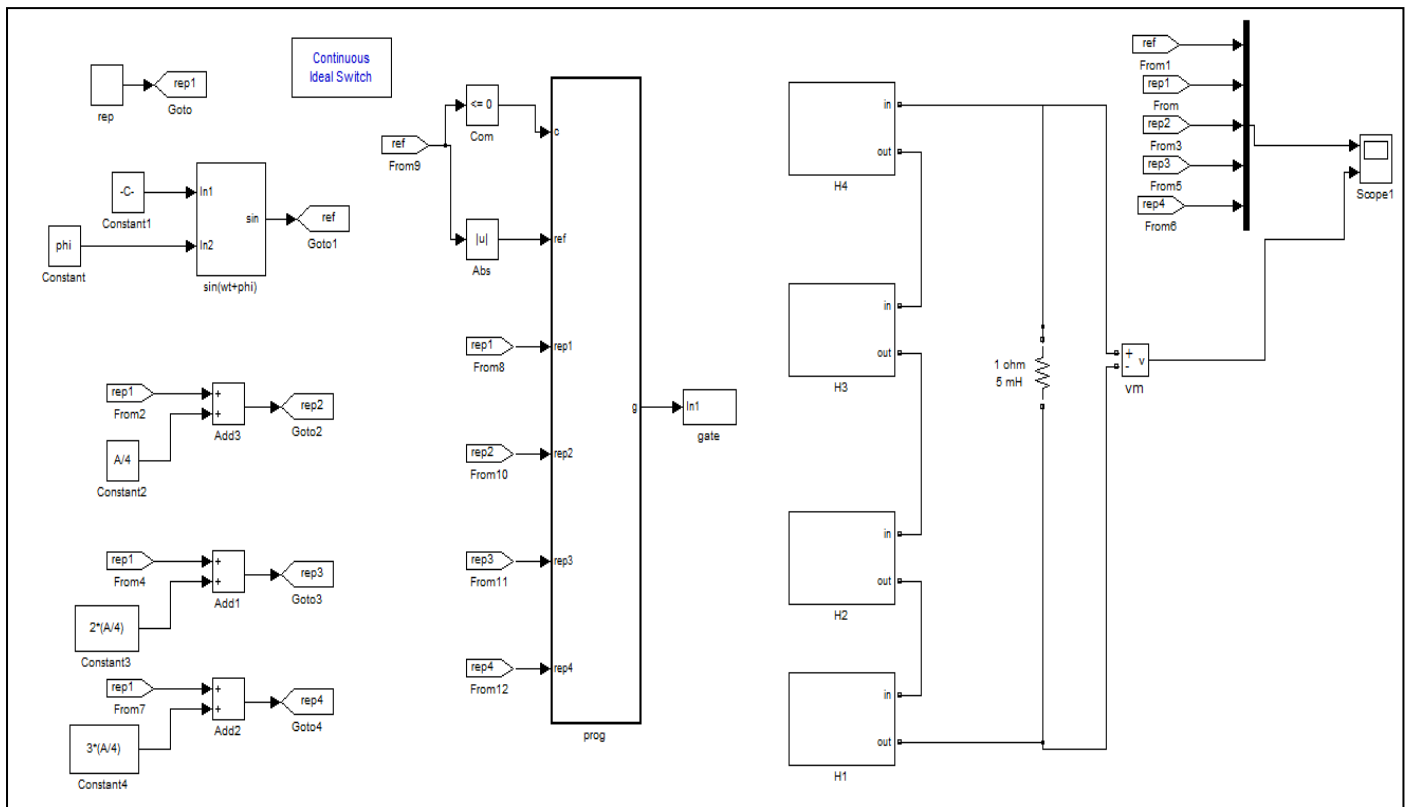 Continuous
Ideal Switch
rep
rep1
Goto
-C-
Constant1
phi
Constant
In1
In2
sin
sin(wt+phi)
ref
Goto1
rep1
From2
A/4
Constant2
+
+
Add3
rep2
Goto2
rep1
From4
2*(A/4)
Constant3
+
+
Add1
rep3
Goto3
rep1
From7
3*(A/4)
Constant4
+
+
Add2
rep4
Goto4
ref
From9
<= 0
Com
|u|
Abs
rep1
From8
rep2
From10
rep3
From11
rep4
From12
c
ref
rep1
rep2
rep3
rep4
g
prog
In1
gate
in
out
H4
in
out
H3
in
out
H2
in
out
H1
1 ohm
5 mH
+
-
v
vm
ref
From1
rep1
From
rep2
From3
rep3
From5
rep4
From6
Scope1